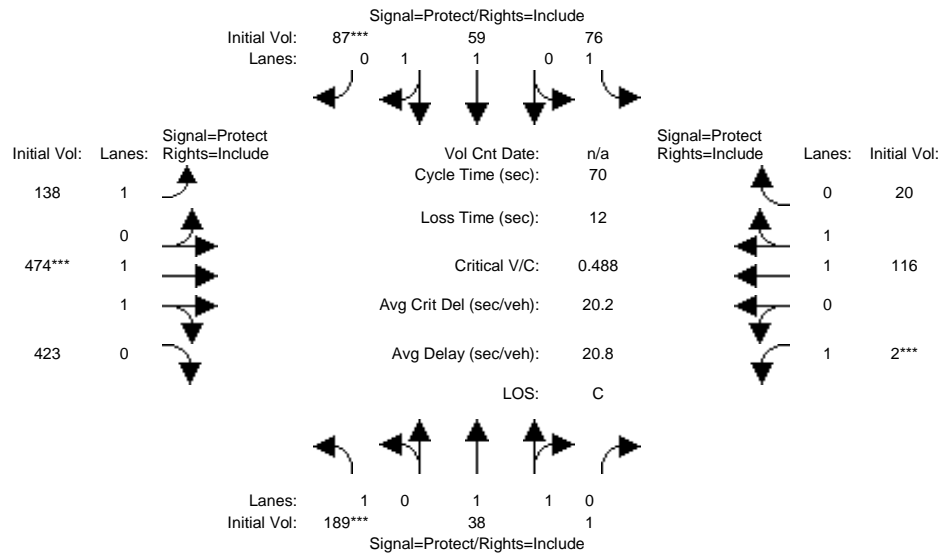 Signal=Protect/Rights=Include
Initial Vol: 87*** 59 76
Lanes: 0 1 1 0 1
Signal=Protect Signal=Protect
Initial Vol: Lanes: Rights=Include Vol Cnt Date: n/a Rights=Include Lanes: Initial Vol:
Cycle Time (sec): 70
138 1 0 20
Loss Time (sec): 12
0 1
474*** 1 Critical V/C: 0.488 1 116
1 Avg Crit Del (sec/veh): 20.2 0
423 0 Avg Delay (sec/veh): 20.8 1 2***
LOS: C
Lanes: 1 0 1 1 0
Initial Vol: 189*** 38 1
Signal=Protect/Rights=Include